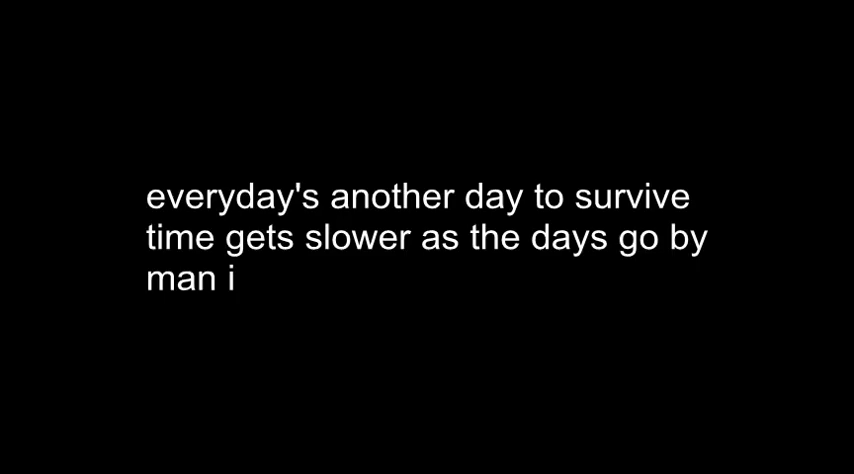 everyday's another day to survive
time gets slower as the days go by
man i